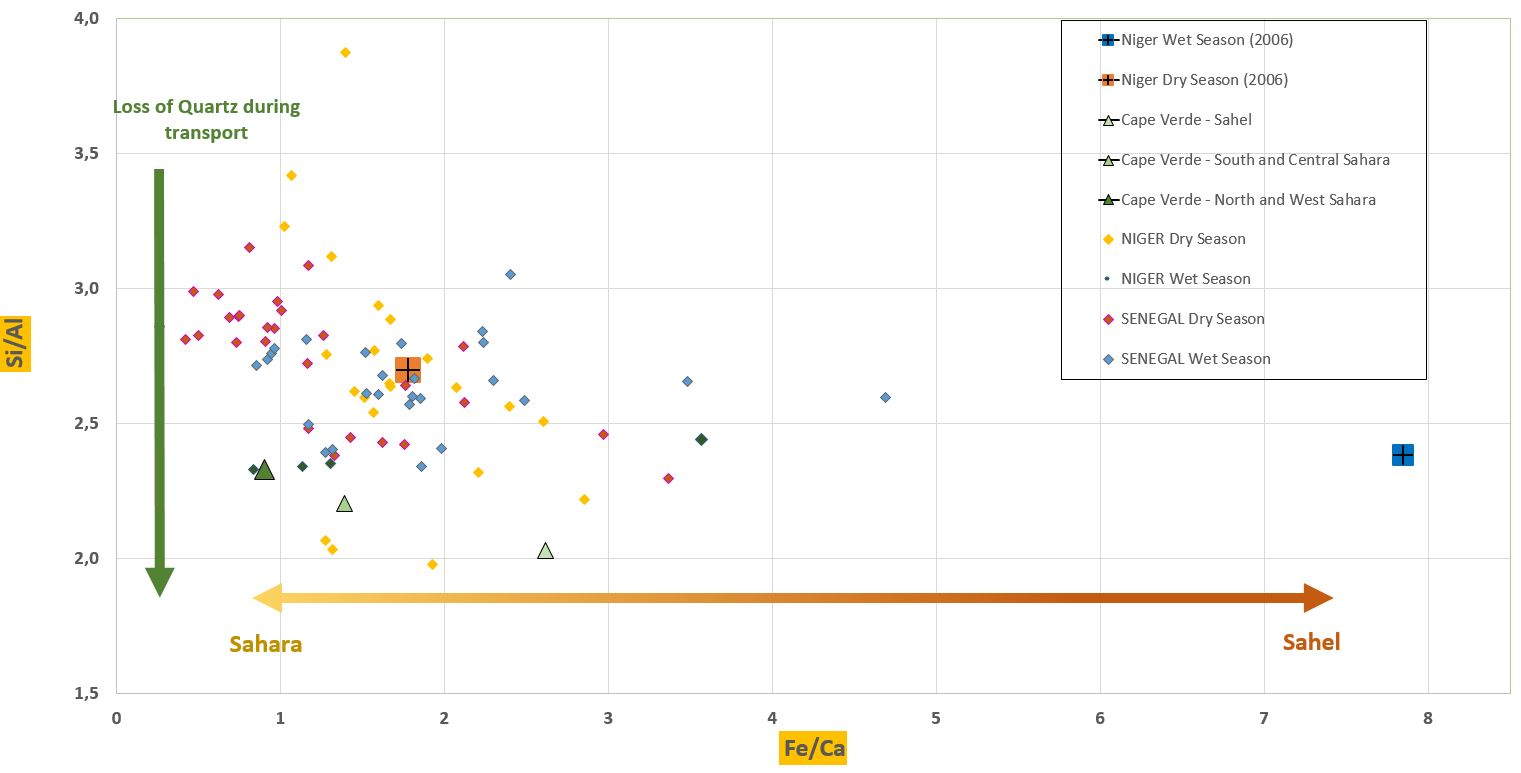 4,0
3,5
3,0
2,5
2,0
1,5
Si/Al
Loss of Quartz during
transport
Niger Wet Season (2006)
Niger Dry Season (2006)
Cape Verde - Sahel
Cape Verde - South and Central Sahara
Cape Verde - North and West Sahara
NIGER Dry Season
NIGER Wet Season
SENEGAL Dry Season
SENEGAL Wet Season
Sahara
Sahel
0 1 2 3 4 5 6 7 8
Fe/Ca